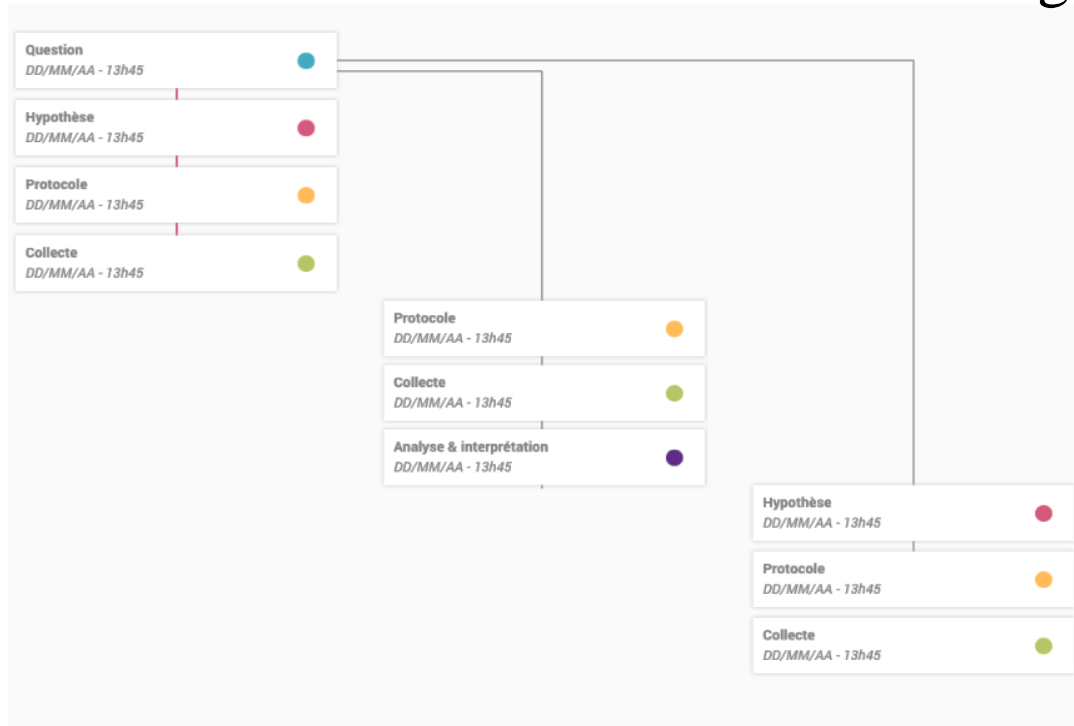 Question
DD/MM/AA - 13h45
Hypothèse
DD/MM/AA - 13h45
Protocole
DD/MM/AA - 13h45
Collecte
DD/MM/AA - 13h45
Protocole
DD/MM/AA - 13h45
Collecte
DD/MM/AA - 13h45
Analyse & interprétation
DD/MM/AA - 13h45
Hypothèse
DD/MM/AA - 13h45
Protocole
DD/MM/AA - 13h45
Collecte
DD/MM/AA - 13h45